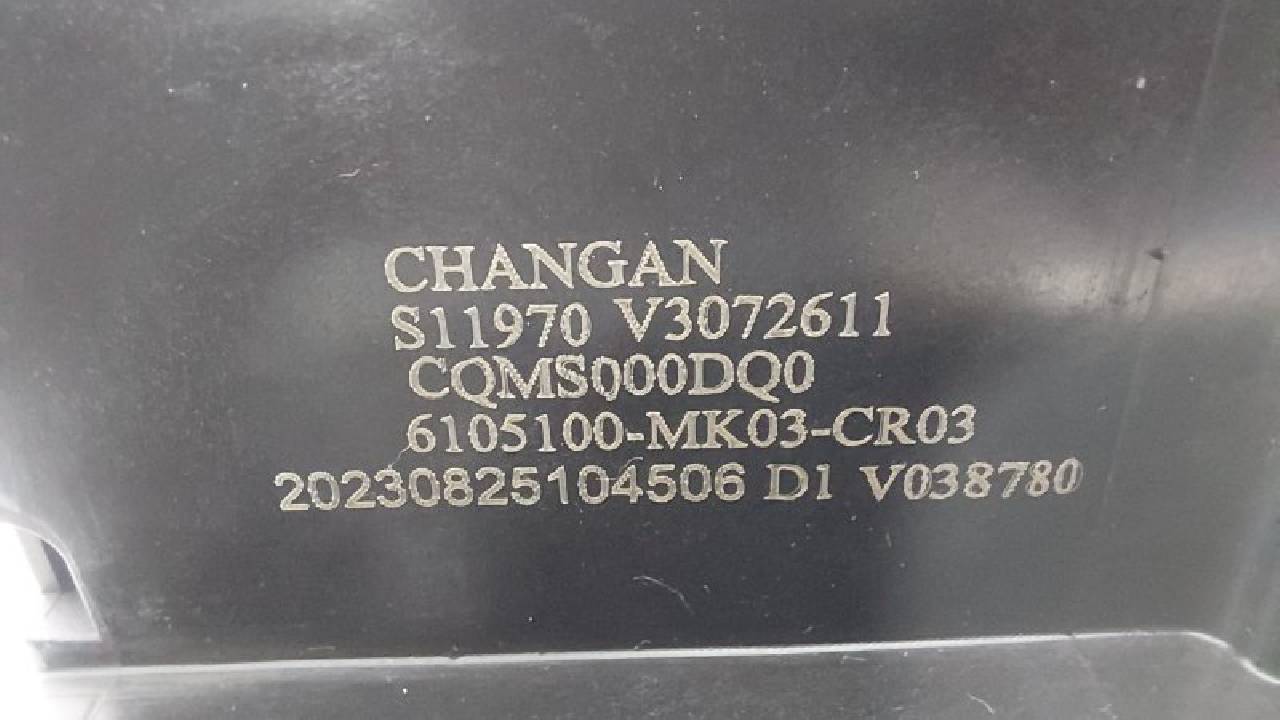 CHANGAN
S11970 V3072611
CQMS000DQ0
6105100-MK03-CR03
20230825104506 D1 V038780